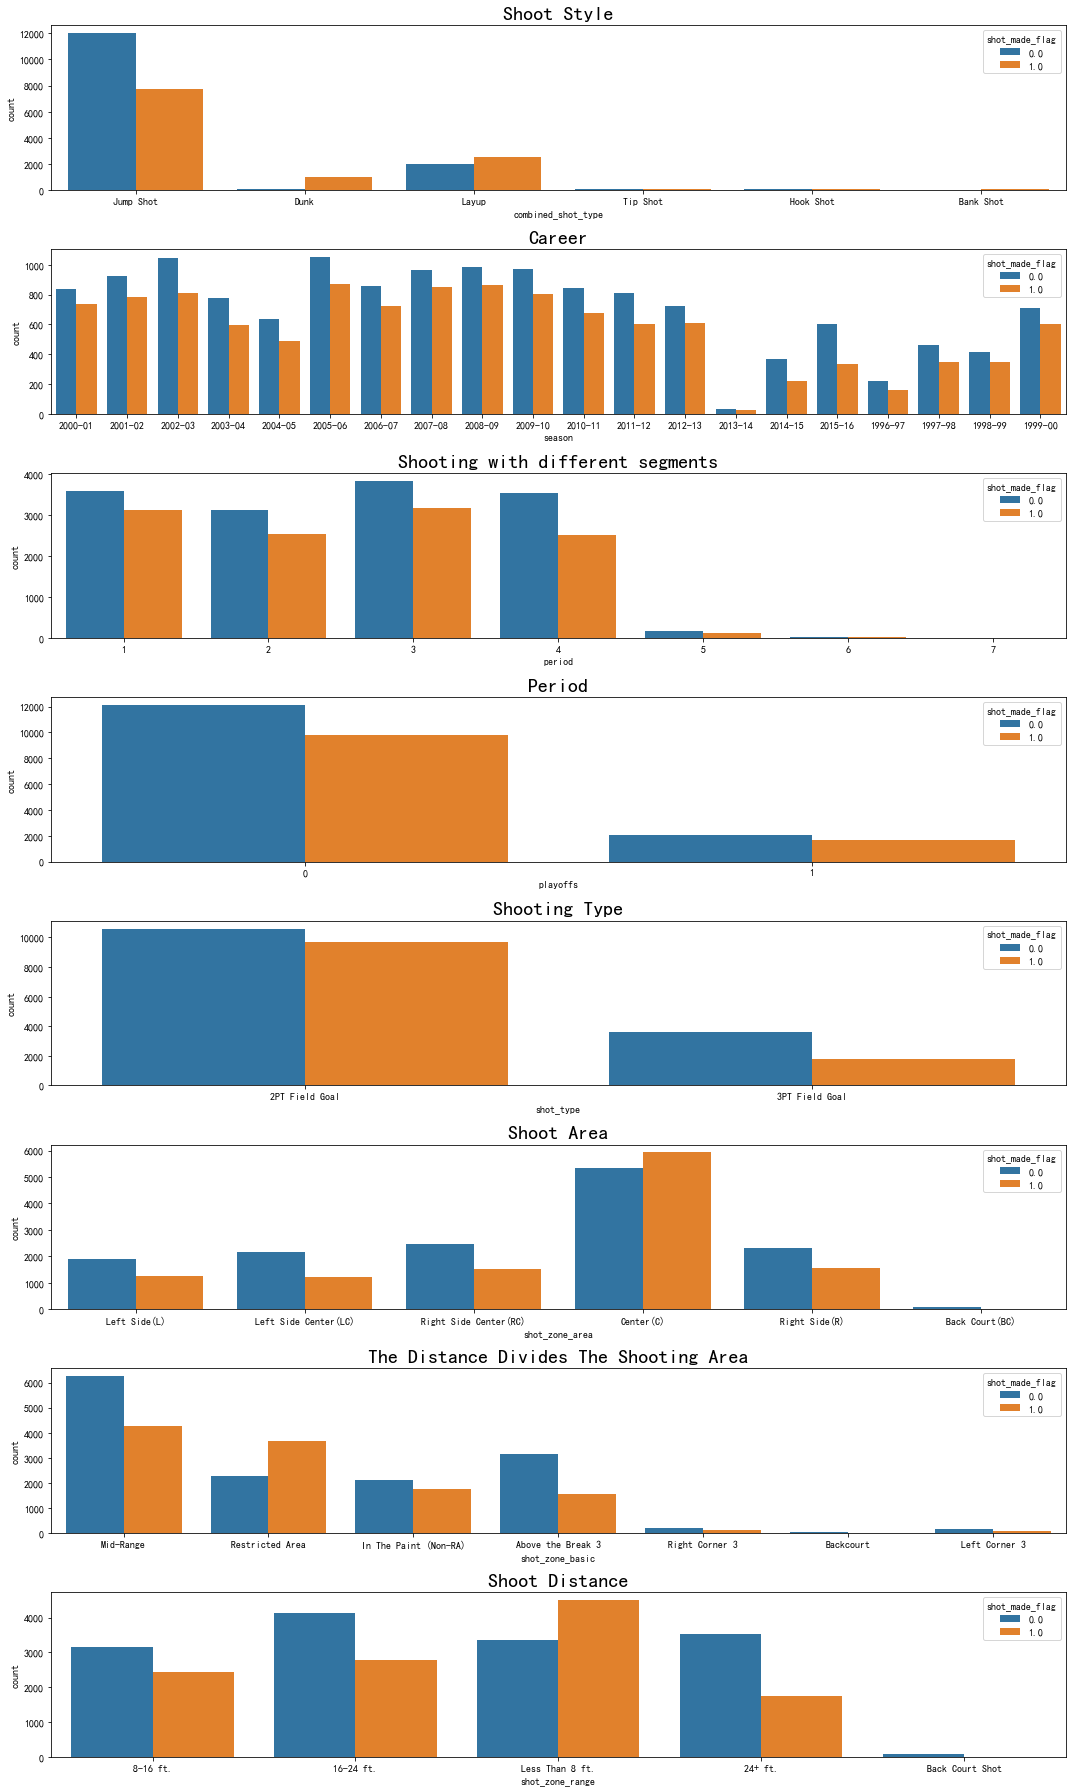 Shoot Style
12000
10000
8000
6000
4000
2000
0
count
shot_made_flag
0.0
1.0
Jump Shot Dunk Layup Tip Shot Hook Shot Bank Shot
combined_shot_type
Career
1000
800
600
400
200
0
count
shot_made_flag
0.0
1.0
2000-01 2001-02 2002-03 2003-04 2004-05 2005-06 2006-07 2007-08 2008-09 2009-10 2010-11 2011-12 2012-13 2013-14 2014-15 2015-16 1996-97 1997-98 1998-99 1999-00
season
Shooting with different segments
4000
3000
2000
1000
0
count
shot_made_flag
0.0
1.0
1 2 3 4 5 6 7
period
Period
12000
10000
8000
6000
4000
2000
0
count
shot_made_flag
0.0
1.0
0 1
playoffs
Shooting Type
10000
8000
6000
4000
2000
0
count
shot_made_flag
0.0
1.0
2PT Field Goal 3PT Field Goal
shot_type
Shoot Area
6000
5000
4000
3000
2000
1000
0
count
shot_made_flag
0.0
1.0
Left Side(L) Left Side Center(LC) Right Side Center(RC) Center(C) Right Side(R) Back Court(BC)
shot_zone_area
The Distance Divides The Shooting Area
6000
5000
4000
3000
2000
1000
0
count
shot_made_flag
0.0
1.0
Mid-Range Restricted Area In The Paint (Non-RA) Above the Break 3 Right Corner 3 Backcourt Left Corner 3
shot_zone_basic
Shoot Distance
4000
3000
2000
1000
0
count
shot_made_flag
0.0
1.0
8-16 ft. 16-24 ft. Less Than 8 ft. 24+ ft. Back Court Shot
shot_zone_range